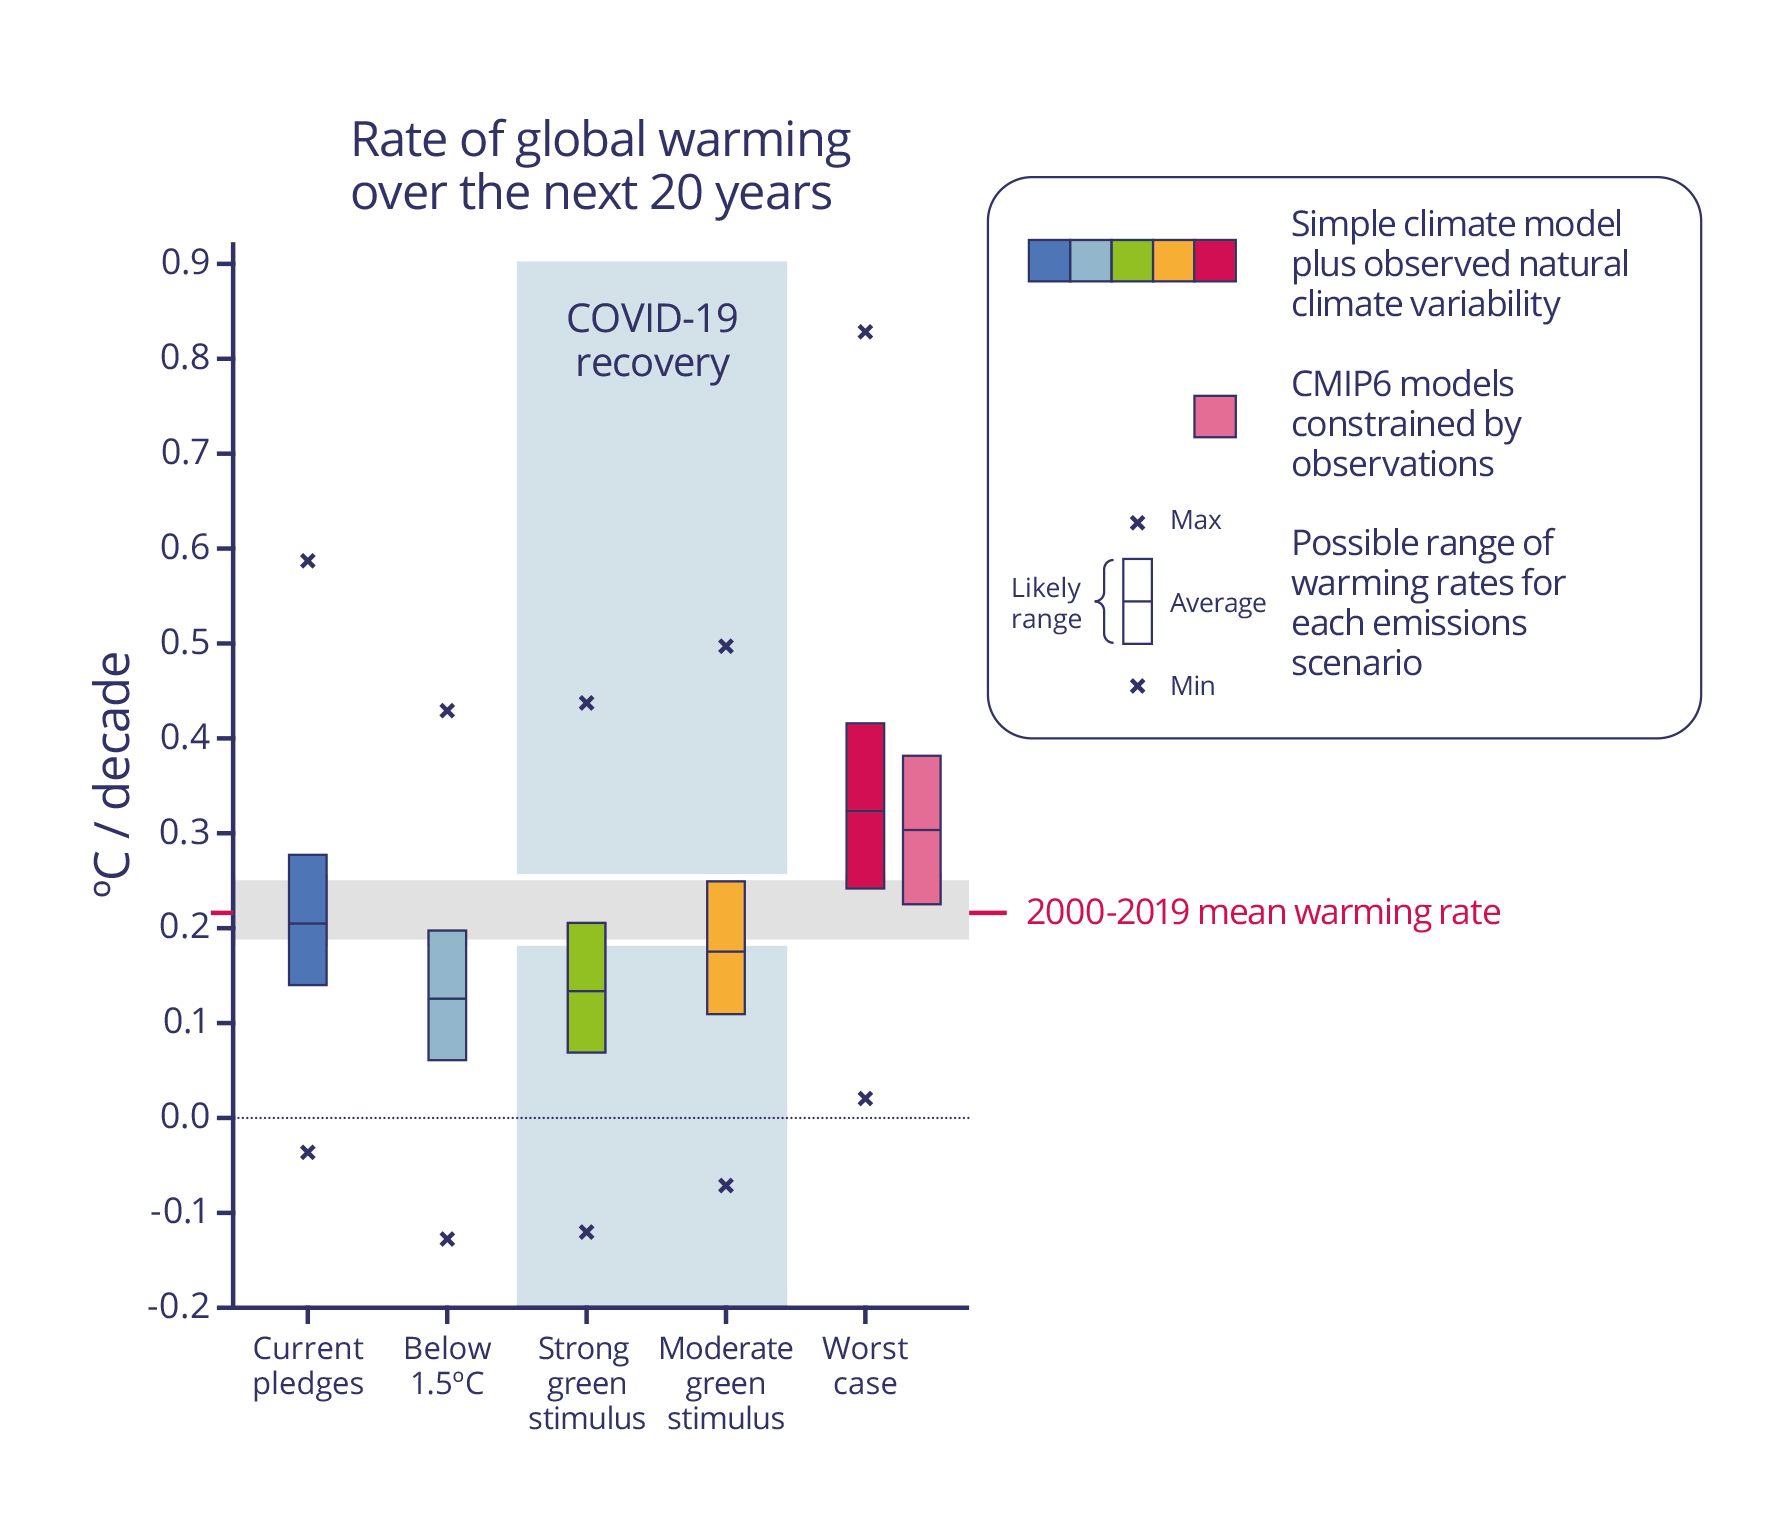 Rate of global warming
over the next 20 years
ºC / decade
0.9
0.8
0.7
0.6
0.5
0.4
0.3
0.2
0.1
0.0
-0.1
-0.2
COVID-19
recovery
Current
pledges
Below
1.5ºC
Strong
green
stimulus
Moderate
green
stimulus
Worst
case
2000-2019 mean warming rate
Simple climate model
plus observed natural
climate variability
CMIP6 models
constrained by
observations
Max
Likely
range
Average
Min
Possible range of
warming rates for
each emissions
scenario